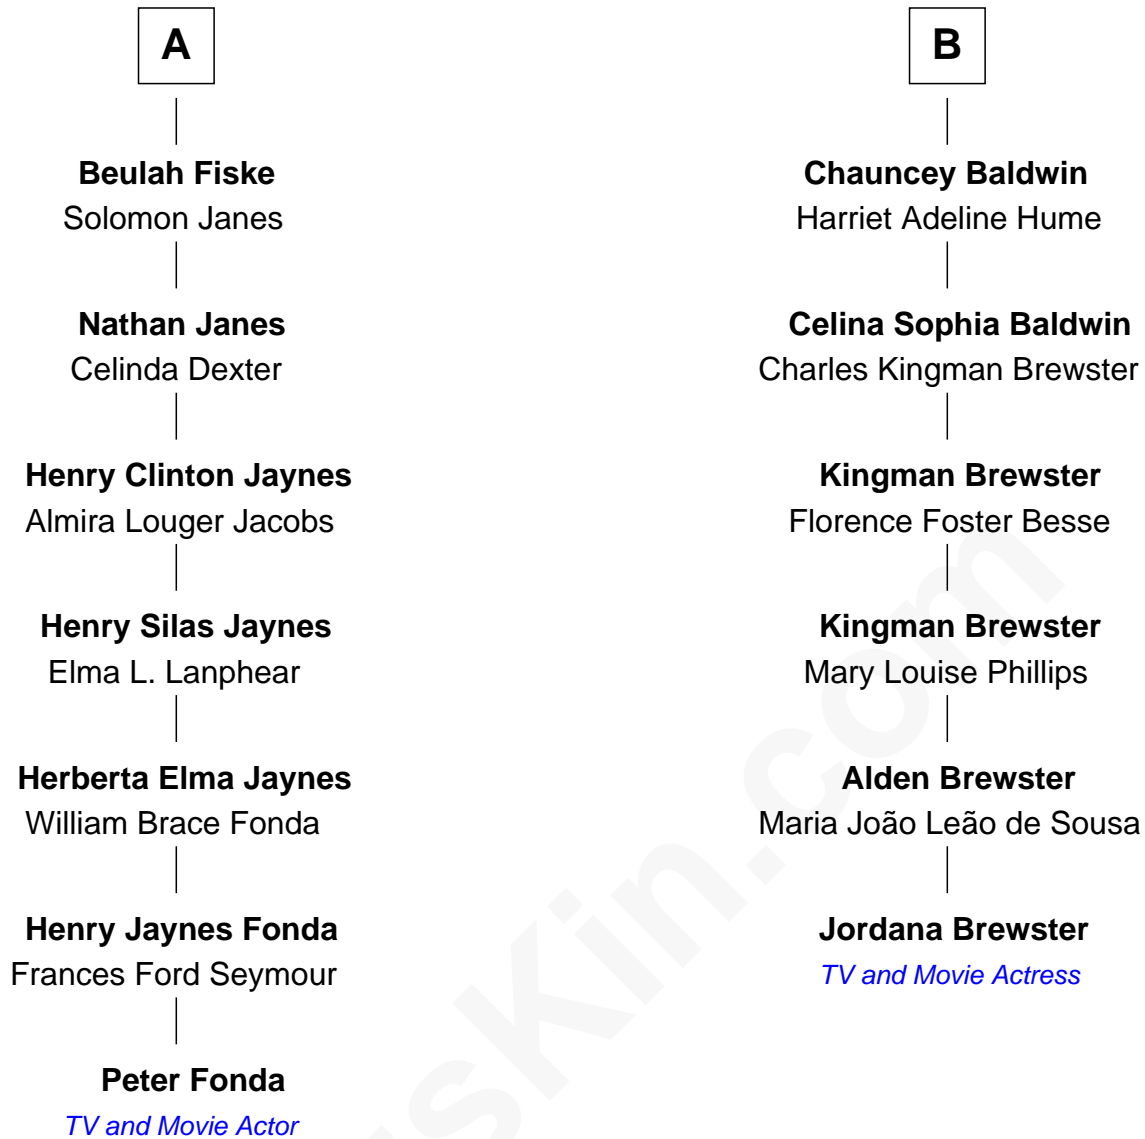 A
Beulah Fiske
Solomon Janes
Nathan Janes
Celinda Dexter
Henry Clinton Jaynes
Almira Louger Jacobs
Henry Silas Jaynes
Elma L. Lanphear
Herberta Elma Jaynes
William Brace Fonda
Henry Jaynes Fonda
Frances Ford Seymour
Peter Fonda
TV and Movie Actor
B
Chauncey Baldwin
Harriet Adeline Hume
Celina Sophia Baldwin
Charles Kingman Brewster
Kingman Brewster
Florence Foster Besse
Kingman Brewster
Mary Louise Phillips
Alden Brewster
Maria João Leão de Sousa
Jordana Brewster
TV and Movie Actress